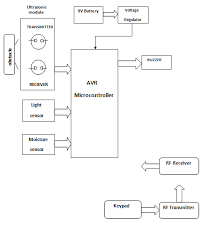 Ultrasonic
module
9V Battery
Voltage
Regulator
TRANSMITTER
obstacle
RECEIVER
AVR
Microcontroller
BUZZER
Light
sensor
Moisture
sensor
RF Receiver
Keypad
RF Transmitter